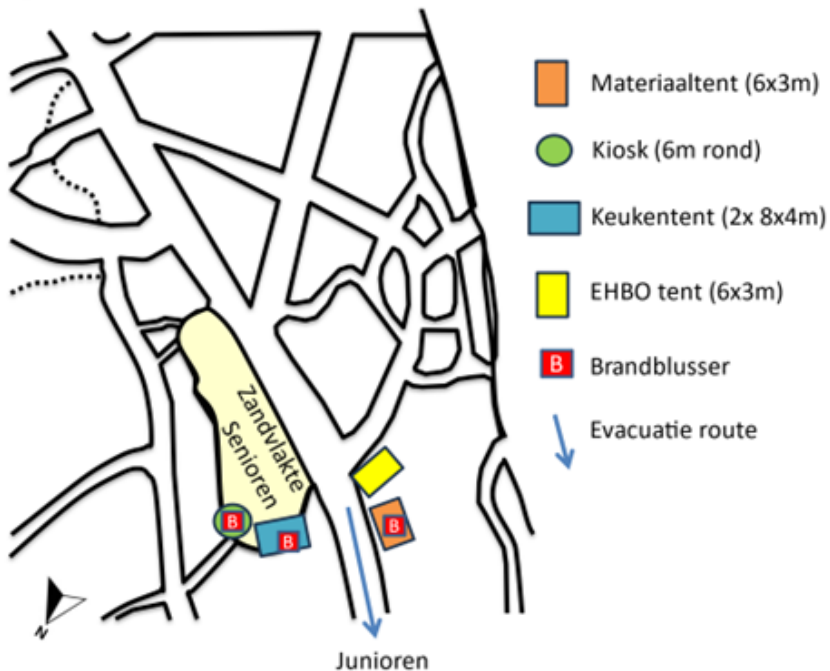 Materiaaltent (6x3m)
Kiosk (6m rond)
Keukentent (2x 8x4m)
EHBO tent (6x3m)
B Brandblusser
Evacuatie route
Zandvlakte
Senioren
B
B
B
N
Junioren